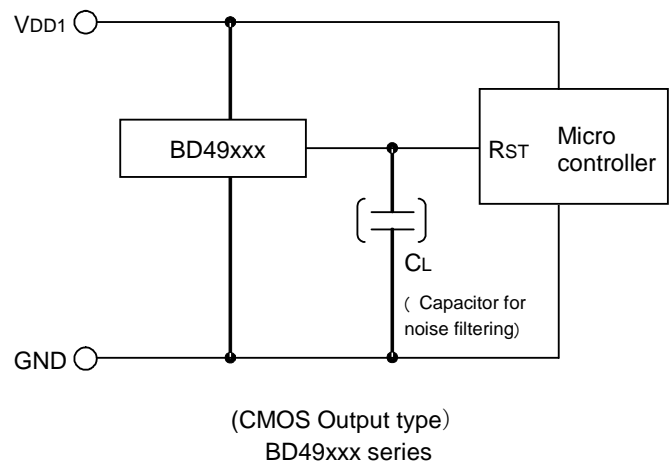 VDD1
BD49xxx
RST
Micro
controller
CL
( Capacitor for
noise filtering)
GND
(CMOS Output type)
BD49xxx series